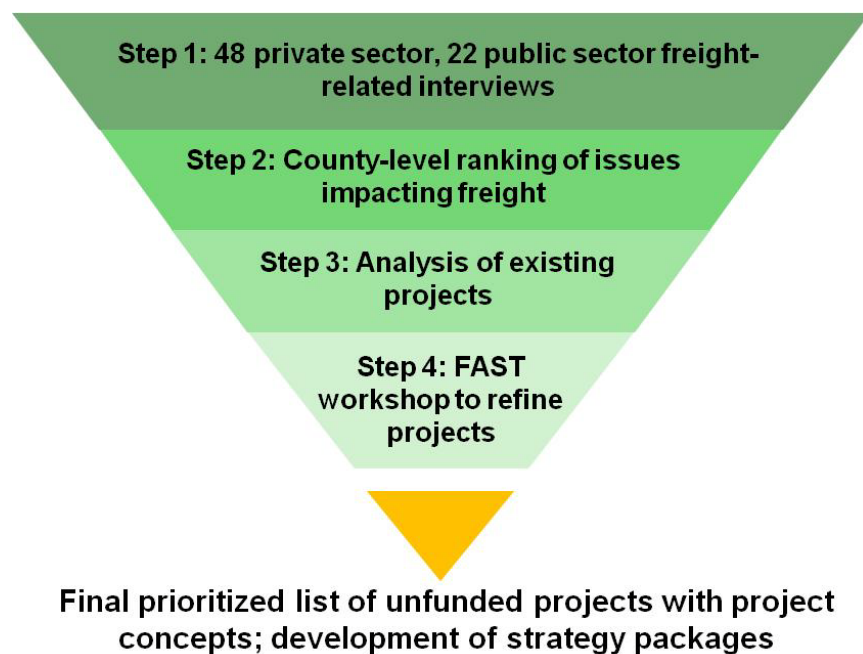 Step 1: 48 private sector, 22 public sector freight-
related interviews
Step 2: County-level ranking of issues
impacting freight
Step 3: Analysis of existing
projects
Step 4: FAST
workshop to refine
projects
Final prioritized list of unfunded projects with project
concepts; development of strategy packages